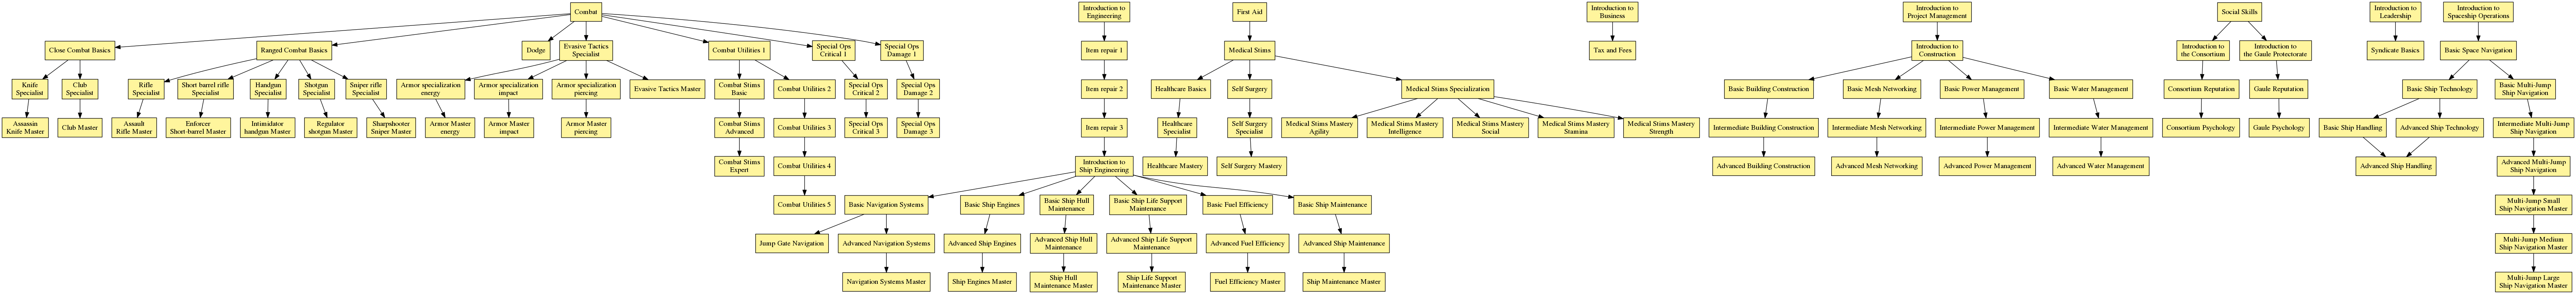 Combat
Introduction to
Engineering
First Aid
Introduction to
Business
Introduction to
Project Management
Social Skills
Introduction to
Leadership
Introduction to
Spaceship Operations
Close Combat Basics
Ranged Combat Basics
Dodge
Evasive Tactics
Specialist
Combat Utilities 1
Special Ops
Critical 1
Special Ops
Damage 1
Item repair 1
Medical Stims
Tax and Fees
Introduction to
Construction
Introduction to
the Consortium
Introduction to
the Gaule Protectorate
Syndicate Basics
Basic Space Navigation
Knife
Specialist
Club
Specialist
Rifle
Specialist
Short barrel rifle
Specialist
Handgun
Specialist
Shotgun
Specialist
Sniper rifle
Specialist
Armor specialization
energy
Armor specialization
impact
Armor specialization
piercing
Evasive Tactics Master
Combat Stims
Basic
Combat Utilities 2
Special Ops
Critical 2
Special Ops
Damage 2
Item repair 2
Healthcare Basics
Self Surgery
Medical Stims Specialization
Basic Building Construction
Basic Mesh Networking
Basic Power Management
Basic Water Management
Consortium Reputation
Gaule Reputation
Basic Ship Technology
Basic Multi-Jump
Ship Navigation
Assassin
Knife Master
Club Master
Assault
Rifle Master
Enforcer
Short-barrel Master
Intimidator
handgun Master
Regulator
shotgun Master
Sharpshooter
Sniper Master
Armor Master
energy
Armor Master
impact
Armor Master
piercing
Combat Stims
Advanced
Combat Utilities 3
Special Ops
Critical 3
Special Ops
Damage 3
Item repair 3
Healthcare
Specialist
Self Surgery
Specialist
Medical Stims Mastery
Agility
Medical Stims Mastery
Intelligence
Medical Stims Mastery
Social
Medical Stims Mastery
Stamina
Medical Stims Mastery
Strength
Intermediate Building Construction
Intermediate Mesh Networking
Intermediate Power Management
Intermediate Water Management
Consortium Psychology
Gaule Psychology
Basic Ship Handling
Advanced Ship Technology
Intermediate Multi-Jump
Ship Navigation
Combat Stims
Expert
Combat Utilities 4
Introduction to
Ship Engineering
Healthcare Mastery
Self Surgery Mastery
Advanced Building Construction
Advanced Mesh Networking
Advanced Power Management
Advanced Water Management
Advanced Ship Handling
Advanced Multi-Jump
Ship Navigation
Combat Utilities 5
Basic Navigation Systems
Basic Ship Engines
Basic Ship Hull
Maintenance
Basic Ship Life Support
Maintenance
Basic Fuel Efficiency
Basic Ship Maintenance
Multi-Jump Small
Ship Navigation Master
Jump Gate Navigation
Advanced Navigation Systems
Advanced Ship Engines
Advanced Ship Hull
Maintenance
Advanced Ship Life Support
Maintenance
Advanced Fuel Efficiency
Advanced Ship Maintenance
Multi-Jump Medium
Ship Navigation Master
Navigation Systems Master
Ship Engines Master
Ship Hull
Maintenance Master
Ship Life Support
Maintenance Master
Fuel Efficiency Master
Ship Maintenance Master
Multi-Jump Large
Ship Navigation Master